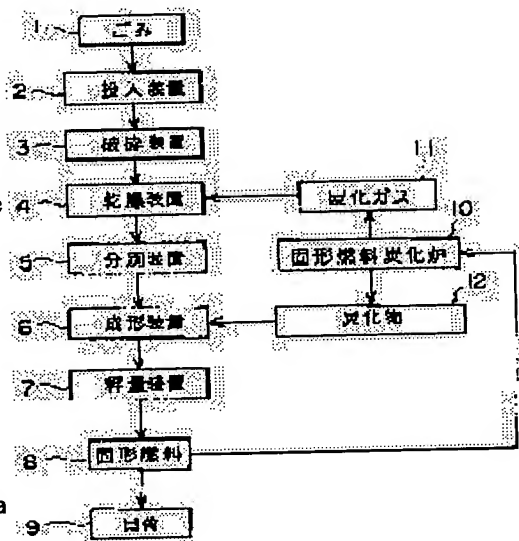 1 ごみ
2 投入装置
3 破砕装置
11
4 乾燥装置
炭化ガス
10
5 分別装置
固形燃料炭化炉
12
6 成形装置
炭化物
7 秤量装置
8 固形燃料
a
9 出荷